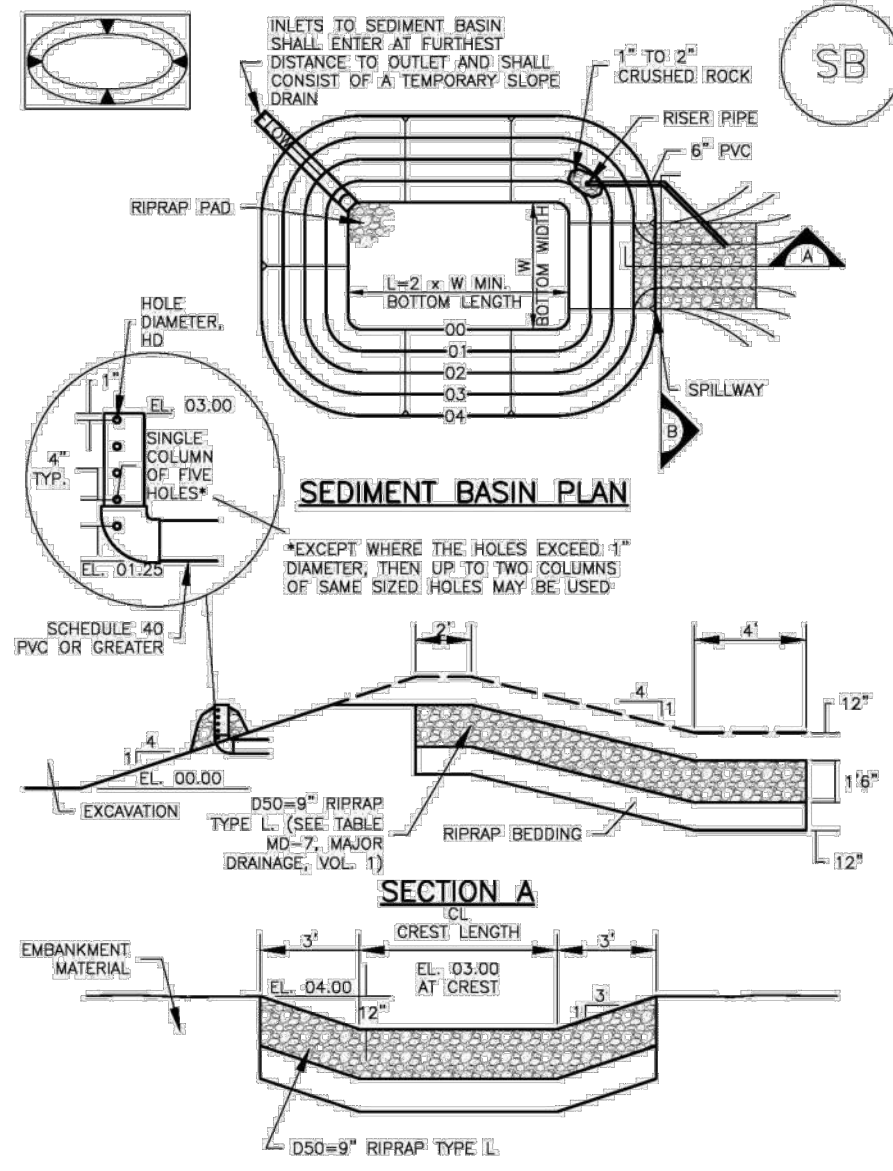 INLETS TO SEDIMENT BASIN
SHALL ENTER AT FURTHEST
DISTANCE TO OUTLET AND SHALL
CONSIST OF A TEMPORARY SLOPE
DRAIN
1" TO 2"
CRUSHED ROCK
SB
RISER PIPE
6" PVC
FLOW
RIPRAP PAD
A
W
BOTTOM WIDTH
L=2 x W MIN.
BOTTOM LENGTH
HOLE
DIAMETER,
HD
00
01
02
03
04
SPILLWAY
B
1"
EL. 03.00
4"
TYP.
SINGLE
COLUMN
OF FIVE
HOLES*
EL. 01.25
SEDIMENT BASIN PLAN
*EXCEPT WHERE THE HOLES EXCEED 1"
DIAMETER, THEN UP TO TWO COLUMNS
OF SAME SIZED HOLES MAY BE USED
SCHEDULE 40
PVC OR GREATER
2'
4'
4
1
12"
4
1
EL. 00.00
1'6"
EXCAVATION
D50=9" RIPRAP
TYPE L. (SEE TABLE
MD-7, MAJOR
DRAINAGE, VOL. 1)
RIPRAP BEDDING
12"
SECTION A
CL
CREST LENGTH
3'
3'
EMBANKMENT
MATERIAL
EL. 04.00
EL. 03.00
AT CREST
12"
3
1
D50=9" RIPRAP TYPE L